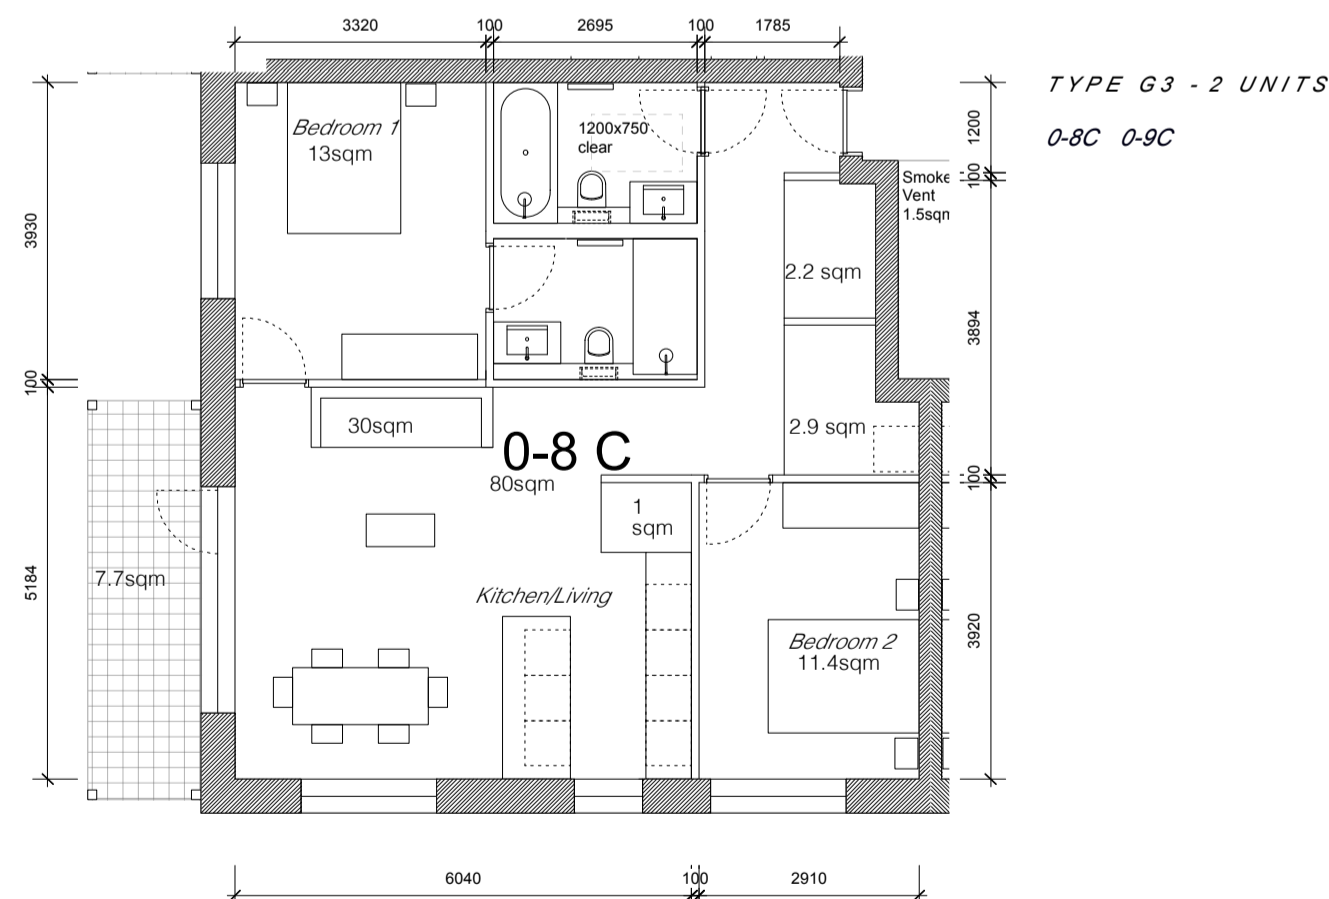 3320 100 2695 100 1785
TYPE G3 - 2 UNITS
0-8C 0-9C
Bedroom 1
13sqm
1200x750
clear
1200
100
Smoke
Vent
1.5sqm
3930
2.2 sqm
3894
100
30sqm
2.9 sqm
0-8 C
80sqm
100
1
sqm
7.7sqm
5184
Kitchen/Living
3920
Bedroom 2
11.4sqm
6040 100 2910